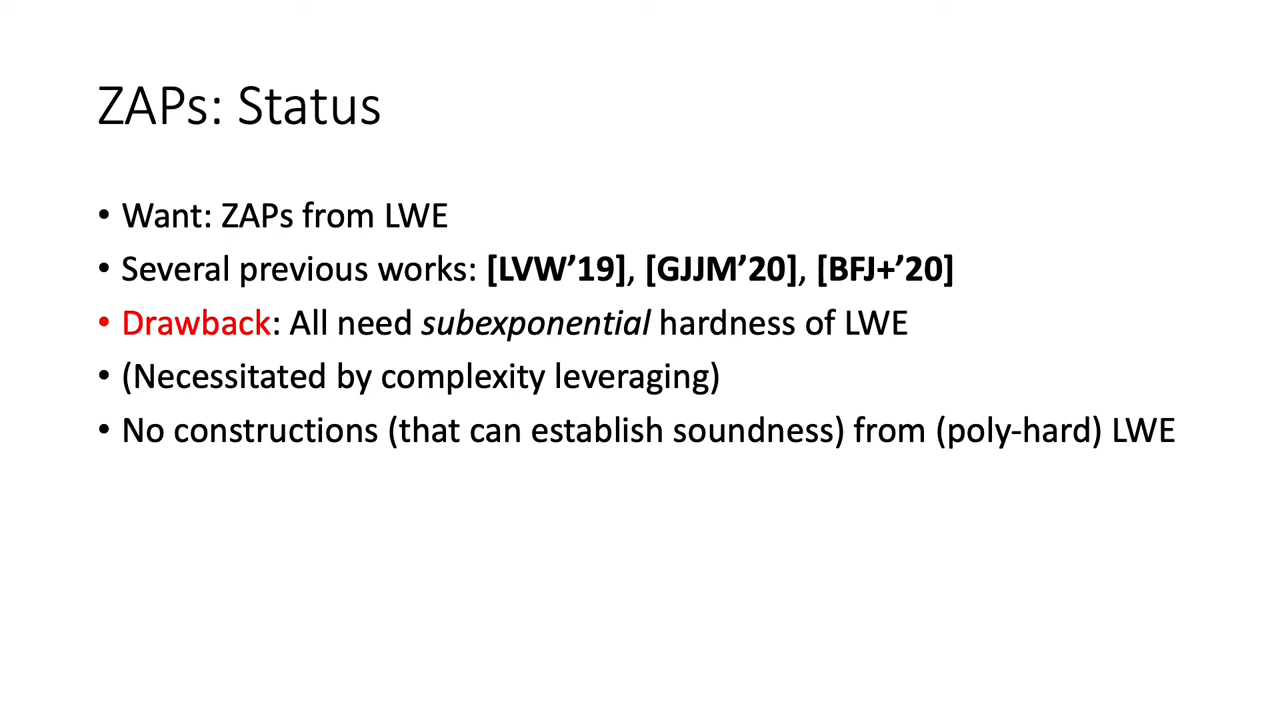 ZAPs: Status
• Want: ZAPs from LWE
• Several previous works: [LVW’19], [GJJM’20], [BFJ+’20]
• Drawback: All need subexponential hardness of LWE
• (Necessitated by complexity leveraging)
• No constructions (that can establish soundness) from (poly-hard) LWE